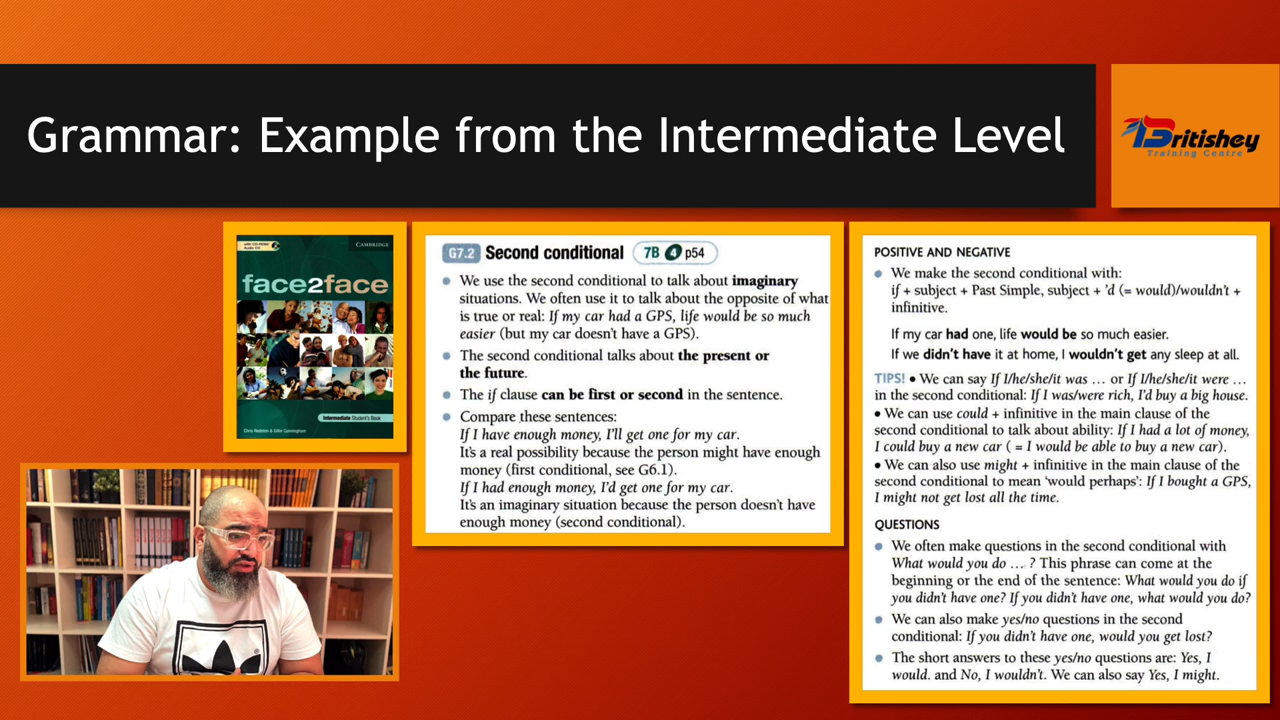 Grammar: Example from the Intermediate Level
Britishey
Training Centre
with CD-ROM/
Audio CD
CAMBRIDGE
face2face
Intermediate Student's Book
Chris Redston & Gillie Cunningham
G7.2 Second conditional 7B 4 p54
• We use the second conditional to talk about imaginary
situations. We often use it to talk about the opposite of what
is true or real: If my car had a GPS, life would be so much
easier (but my car doesn't have a GPS).
• The second conditional talks about the present or
the future.
• The if clause can be first or second in the sentence.
• Compare these sentences:
If I have enough money, I'll get one for my car.
It's a real possibility because the person might have enough
money (first conditional, see G6.1).
If I had enough money, I'd get one for my car.
It's an imaginary situation because the person doesn't have
enough money (second conditional).
POSITIVE AND NEGATIVE
• We make the second conditional with:
if + subject + Past Simple, subject + 'd (= would)/wouldn't +
infinitive.
If my car had one, life would be so much easier.
If we didn't have it at home, I wouldn't get any sleep at all.
TIPS! • We can say If I/he/she/it was … or If I/he/she/it were …
in the second conditional: If I was/were rich, I'd buy a big house.
• We can use could + infinitive in the main clause of the
second conditional to talk about ability: If I had a lot of money,
I could buy a new car ( = I would be able to buy a new car).
• We can also use might + infinitive in the main clause of the
second conditional to mean 'would perhaps': If I bought a GPS,
I might not get lost all the time.
QUESTIONS
• We often make questions in the second conditional with
What would you do … ? This phrase can come at the
beginning or the end of the sentence: What would you do if
you didn't have one? If you didn't have one, what would you do?
• We can also make yes/no questions in the second
conditional: If you didn't have one, would you get lost?
• The short answers to these yes/no questions are: Yes, I
would. and No, I wouldn't. We can also say Yes, I might.